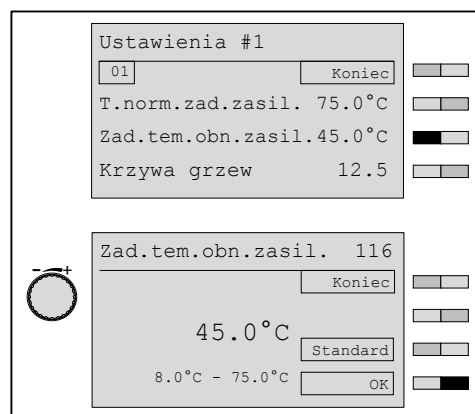 Ustawienia #1
01 Koniec
T.norm.zad.zasil. 75.0°C
Zad.tem.obn.zasil.45.0°C
Krzywa grzew 12.5
Zad.tem.obn.zasil. 116
Koniec
- +
45.0°C
Standard
8.0°C - 75.0°C OK